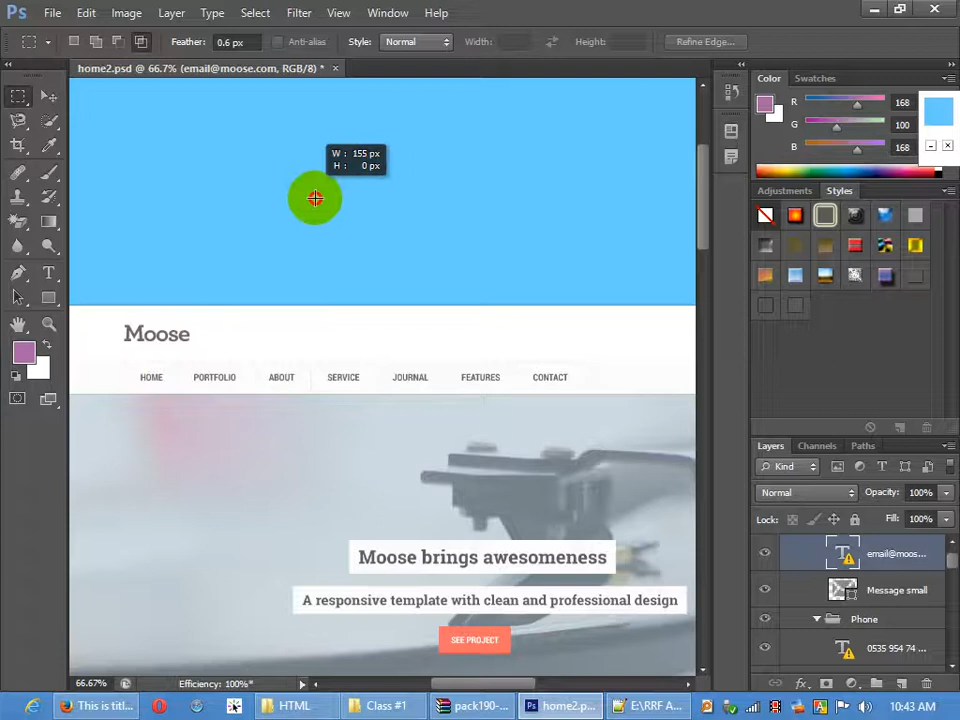 Ps File Edit Image Layer Type Select Filter View Window Help
Feather: 0.6 px Anti-alias Style: Normal Width: Height: Refine Edge...
home2.psd @ 66.7% (email@moose.com, RGB/8) * ×
Color Swatches
R 168
G 100
B 168
W : 155 px
H : 0 px
Adjustments Styles
Moose
HOME PORTFOLIO ABOUT SERVICE JOURNAL FEATURES CONTACT
Moose brings awesomeness
A responsive template with clean and professional design
SEE PROJECT
Layers Channels Paths
Kind
Normal Opacity: 100%
Lock: Fill: 100%
email@moos...
Message small
Phone
0535 954 74 ...
66.67% Efficiency: 100%*
This is titl... HTML Class #1 pack190-... Ps home2.p... E:\RRF A... 10:43 AM